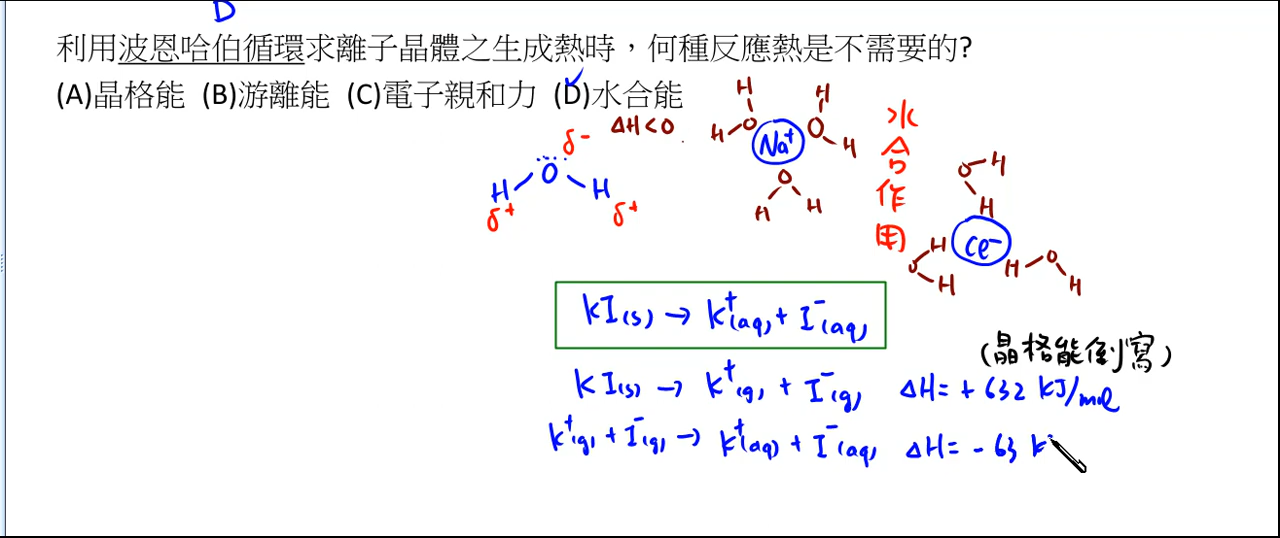 D
利用波恩哈伯循環求離子晶體之生成熱時，何種反應熱是不需要的?
(A)晶格能 (B)游離能 (C)電子親和力 (D)水合能
ΔH<0
δ-
H O H
δ+ δ+
H H
H O O H
Na+
O
H H
水合作用
O H
H
H Cl- H O
O H H
KI(s) → K+(aq) + I-(aq)
(晶格能倒寫)
KI(s) → K+(g) + I-(g) ΔH= + 632 KJ/mol
K+(g) + I-(g) → K+(aq) + I-(aq) ΔH= - 63 K